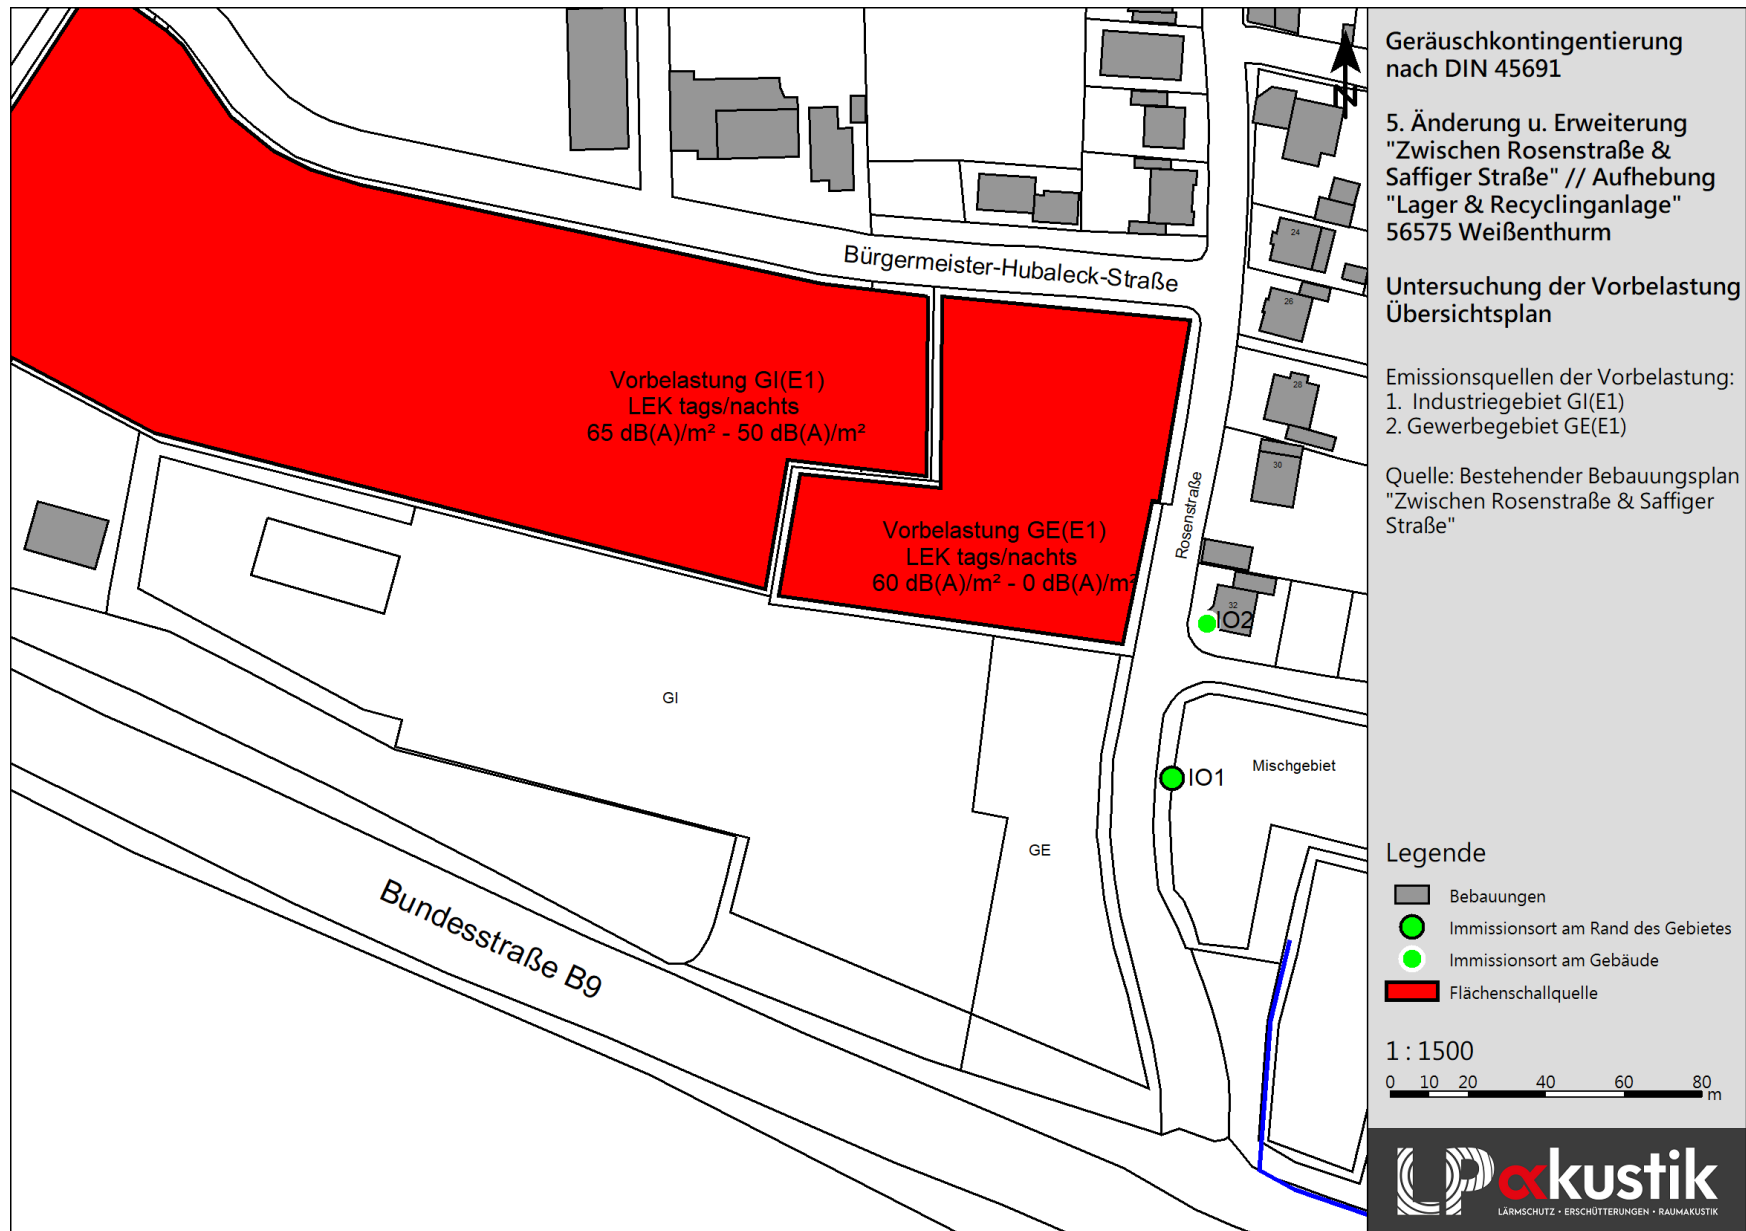 Geräuschkontingentierung
nach DIN 45691
5. Änderung u. Erweiterung
"Zwischen Rosenstraße &
Saffiger Straße" // Aufhebung
"Lager & Recyclinganlage"
56575 Weißenthurm
Untersuchung der Vorbelastung
Übersichtsplan
Emissionsquellen der Vorbelastung:
1. Industriegebiet GI(E1)
2. Gewerbegebiet GE(E1)
Quelle: Bestehender Bebauungsplan
"Zwischen Rosenstraße & Saffiger
Straße"
N
Bürgermeister-Hubaleck-Straße
24
26
28
30
32
Vorbelastung GI(E1)
LEK tags/nachts
65 dB(A)/m² - 50 dB(A)/m²
Vorbelastung GE(E1)
LEK tags/nachts
60 dB(A)/m² - 0 dB(A)/m²
Rosenstraße
IO2
GI
Mischgebiet
IO1
GE
Bundesstraße B9
Legende
Bebauungen
Immissionsort am Rand des Gebietes
Immissionsort am Gebäude
Flächenschallquelle
1 : 1500
0 10 20 40 60 80
m
LPakustik
LÄRMSCHUTZ • ERSCHÜTTERUNGEN • RAUMAKUSTIK